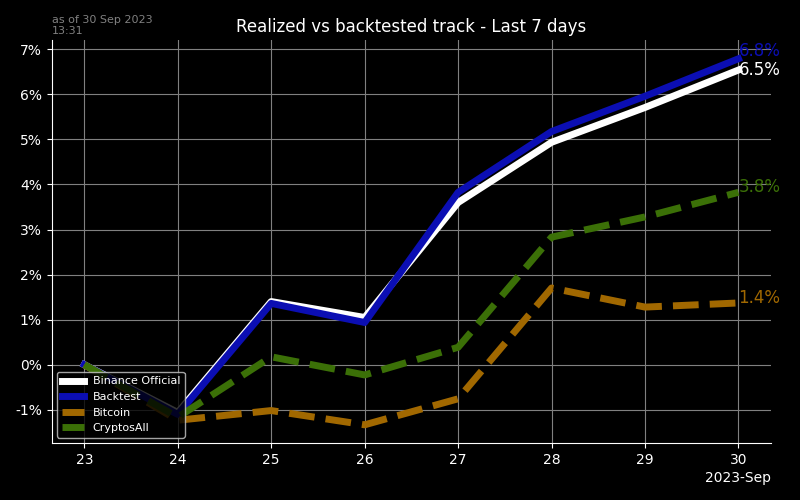 as of 30 Sep 2023
13:31
Realized vs backtested track - Last 7 days
7%
6%
5%
4%
3%
2%
1%
0%
-1%
6.8%
6.5%
3.8%
1.4%
Binance Official
Backtest
Bitcoin
CryptosAll
23 24 25 26 27 28 29 30
2023-Sep